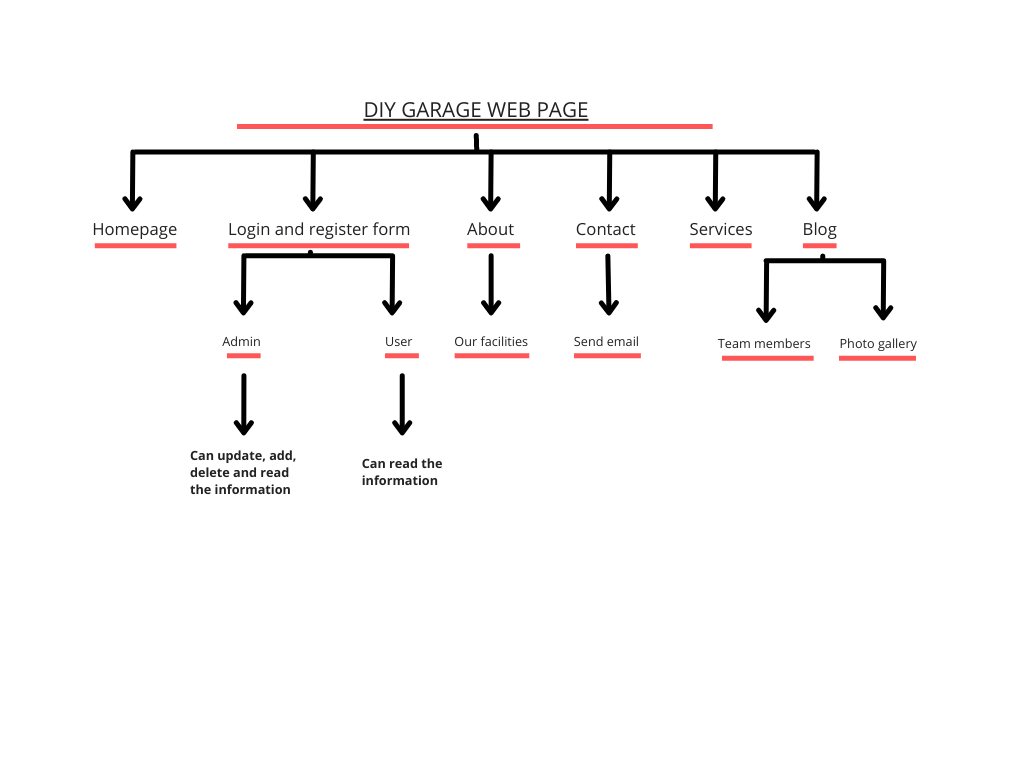 DIY GARAGE WEB PAGE
Homepage
Login and register form
About
Contact
Services
Blog
Admin
User
Our facilities
Send email
Team members
Photo gallery
Can update, add,
delete and read
the information
Can read the
information